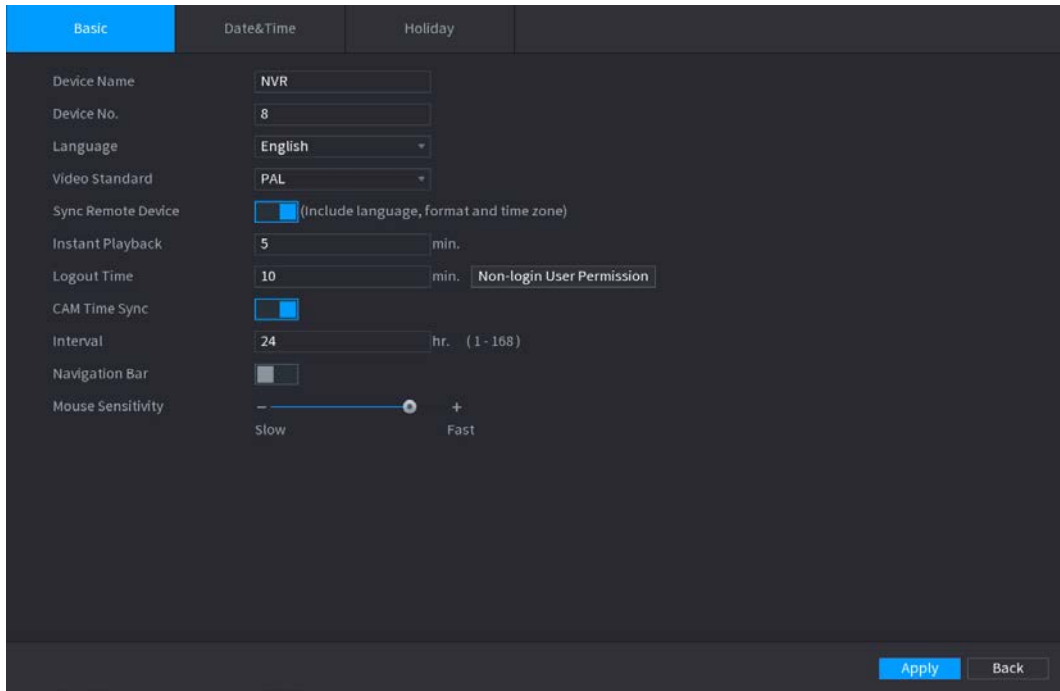 Basic Date&Time Holiday
Device Name NVR
Device No. 8
Language English
Video Standard PAL
Sync Remote Device (Include language, format and time zone)
Instant Playback 5 min.
Logout Time 10 min. Non-login User Permission
CAM Time Sync
Interval 24 hr. (1-168)
Navigation Bar
Mouse Sensitivity − +
Slow Fast
Apply Back